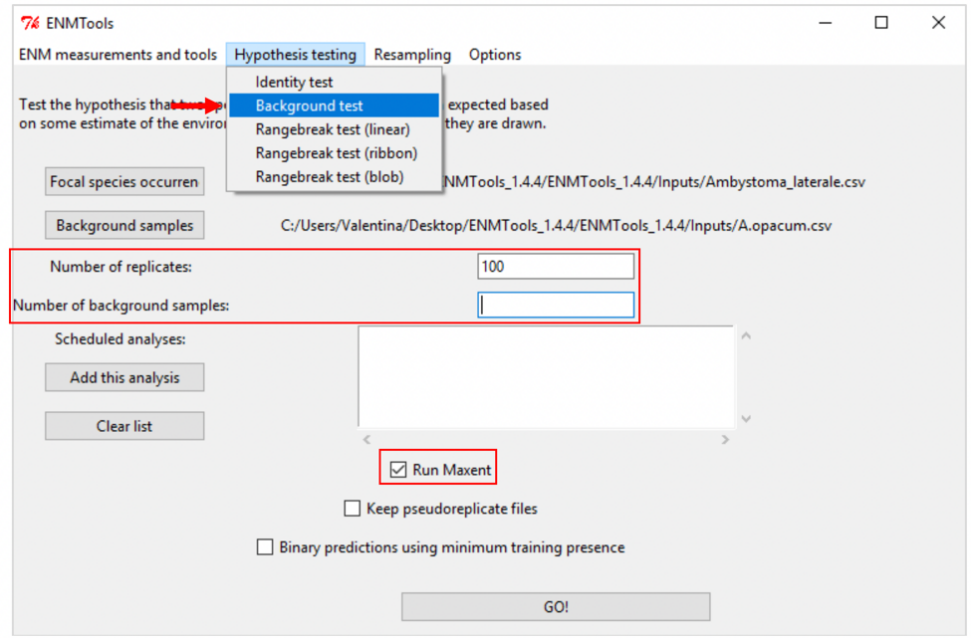 ENMTools
ENM measurements and tools Hypothesis testing Resampling Options
Identity test
Background test
Rangebreak test (linear)
Rangebreak test (ribbon)
Rangebreak test (blob)
Test the hypothesis that expected based
on some estimate of the they are drawn.
Focal species occurren NMTools_1.4.4/ENMTools_1.4.4/Inputs/Ambystoma_laterale.csv
Background samples C:/Users/Valentina/Desktop/ENMTools_1.4.4/ENMTools_1.4.4/Inputs/A.opacum.csv
Number of replicates: 100
Number of background samples:
Scheduled analyses:
Add this analysis
Clear list
Run Maxent
Keep pseudoreplicate files
Binary predictions using minimum training presence
GO!